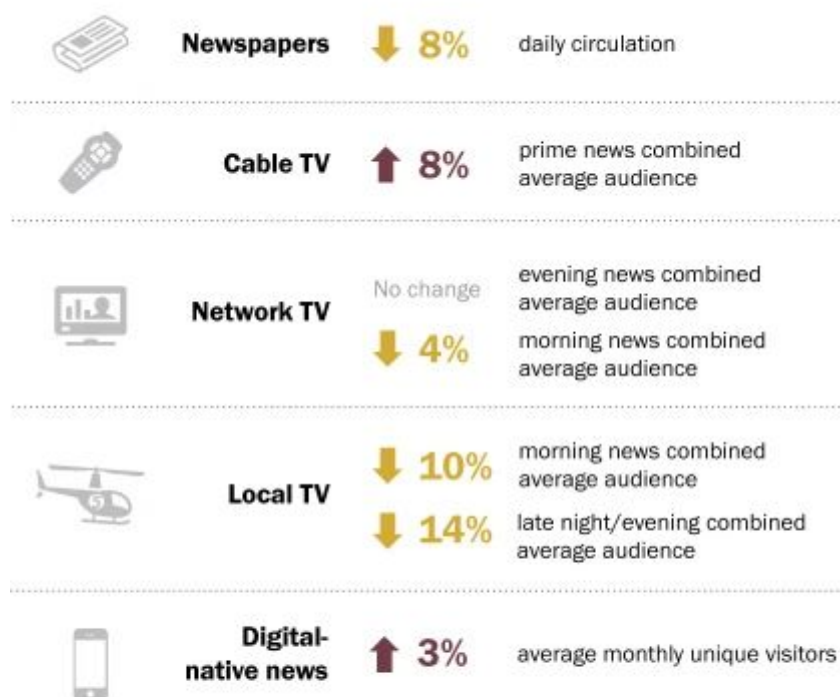 Newspapers 8% daily circulation
Cable TV 8% prime news combined
average audience
Network TV
No change evening news combined
average audience
4% morning news combined
average audience
Local TV
10% morning news combined
average audience
5
14% late night/evening combined
average audience
Digital-
native news 3% average monthly unique visitors